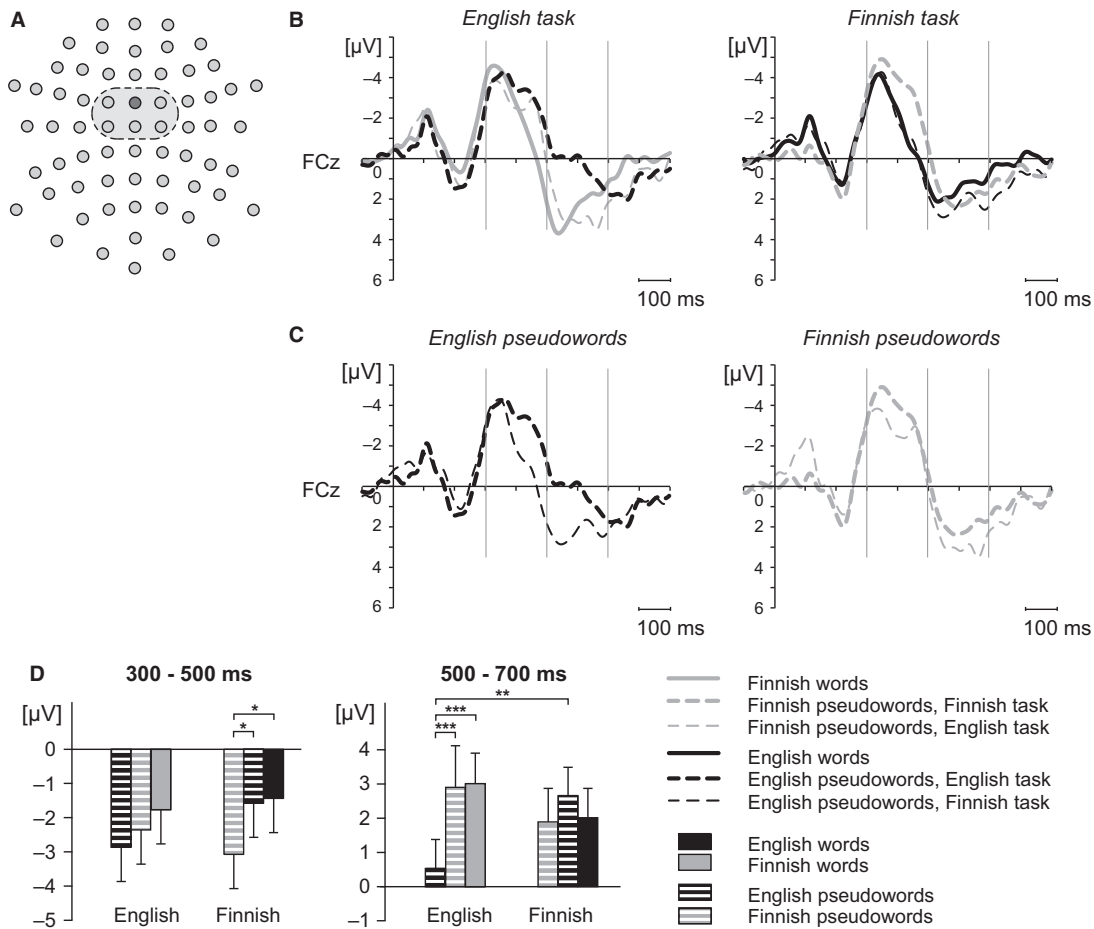 A
B
English task
Finnish task
[µV]
–4
–2
0
2
4
6
FCz
100 ms
[µV]
–4
–2
0
2
4
6
100 ms
C
English pseudowords
Finnish pseudowords
[µV]
–4
–2
0
2
4
6
FCz
100 ms
[µV]
–4
–2
0
2
4
6
100 ms
D
300 - 500 ms
[µV]
0
–1
–2
–3
–4
–5
*
*
English
Finnish
500 - 700 ms
[µV]
4
3
2
1
0
–1
**
***
***
English
Finnish
Finnish words
Finnish pseudowords, Finnish task
Finnish pseudowords, English task
English words
English pseudowords, English task
English pseudowords, Finnish task
English words
Finnish words
English pseudowords
Finnish pseudowords